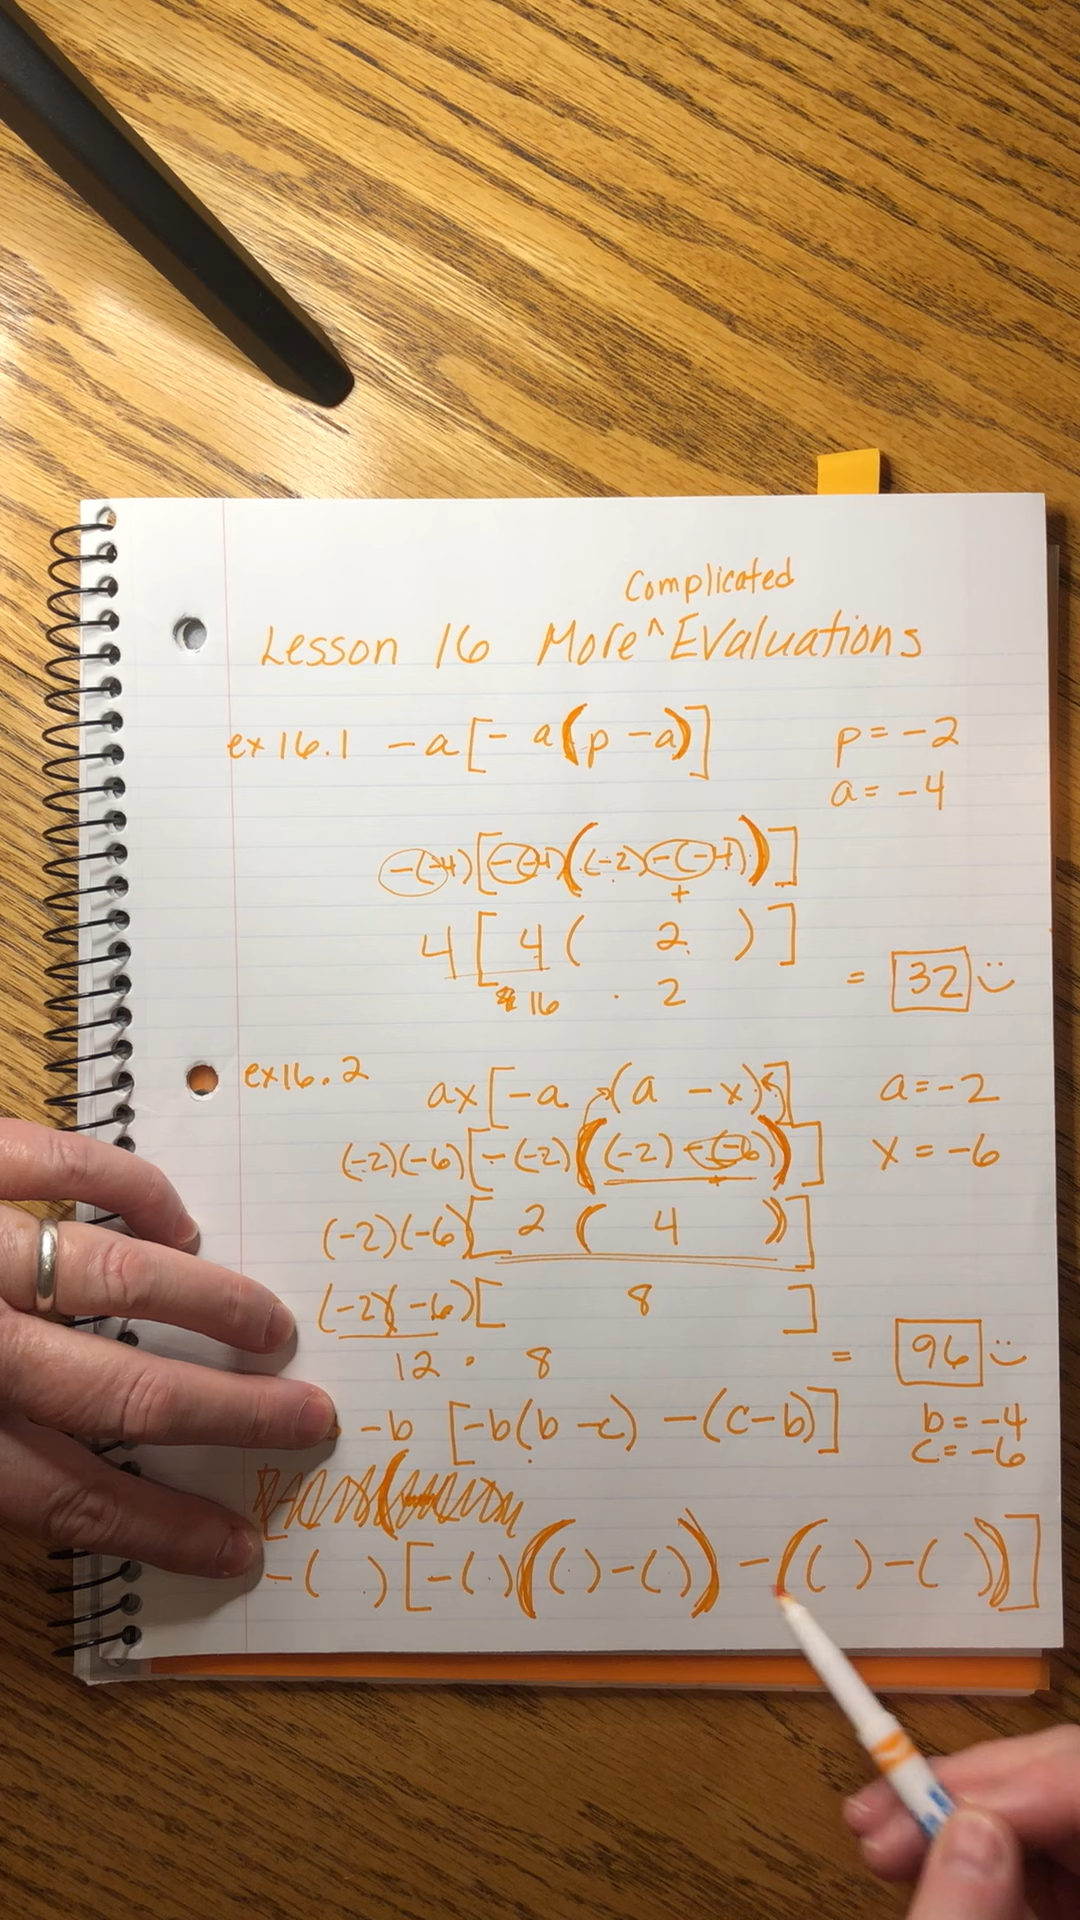 Complicated
Lesson 16 More ^ Evaluations
ex 16.1 -a[-a(p-a)] p=-2
a=-4
-(-4)[-(-4)((-2)-(-4))]
+
4[4( 2 )]
= 32
16 · 2
ex16.2 ax[-a(a-x)] a=-2
(-2)(-6)[-(-2)((-2)-(-6))] x=-6
+
(-2)(-6)[2(4)]
(-2)(-6)[8]
12 · 8 = 96
-b[-b(b-c)-(c-b)] b=-4
c=-6
-( )[-( )(( )-( ))-(( )-( ))]